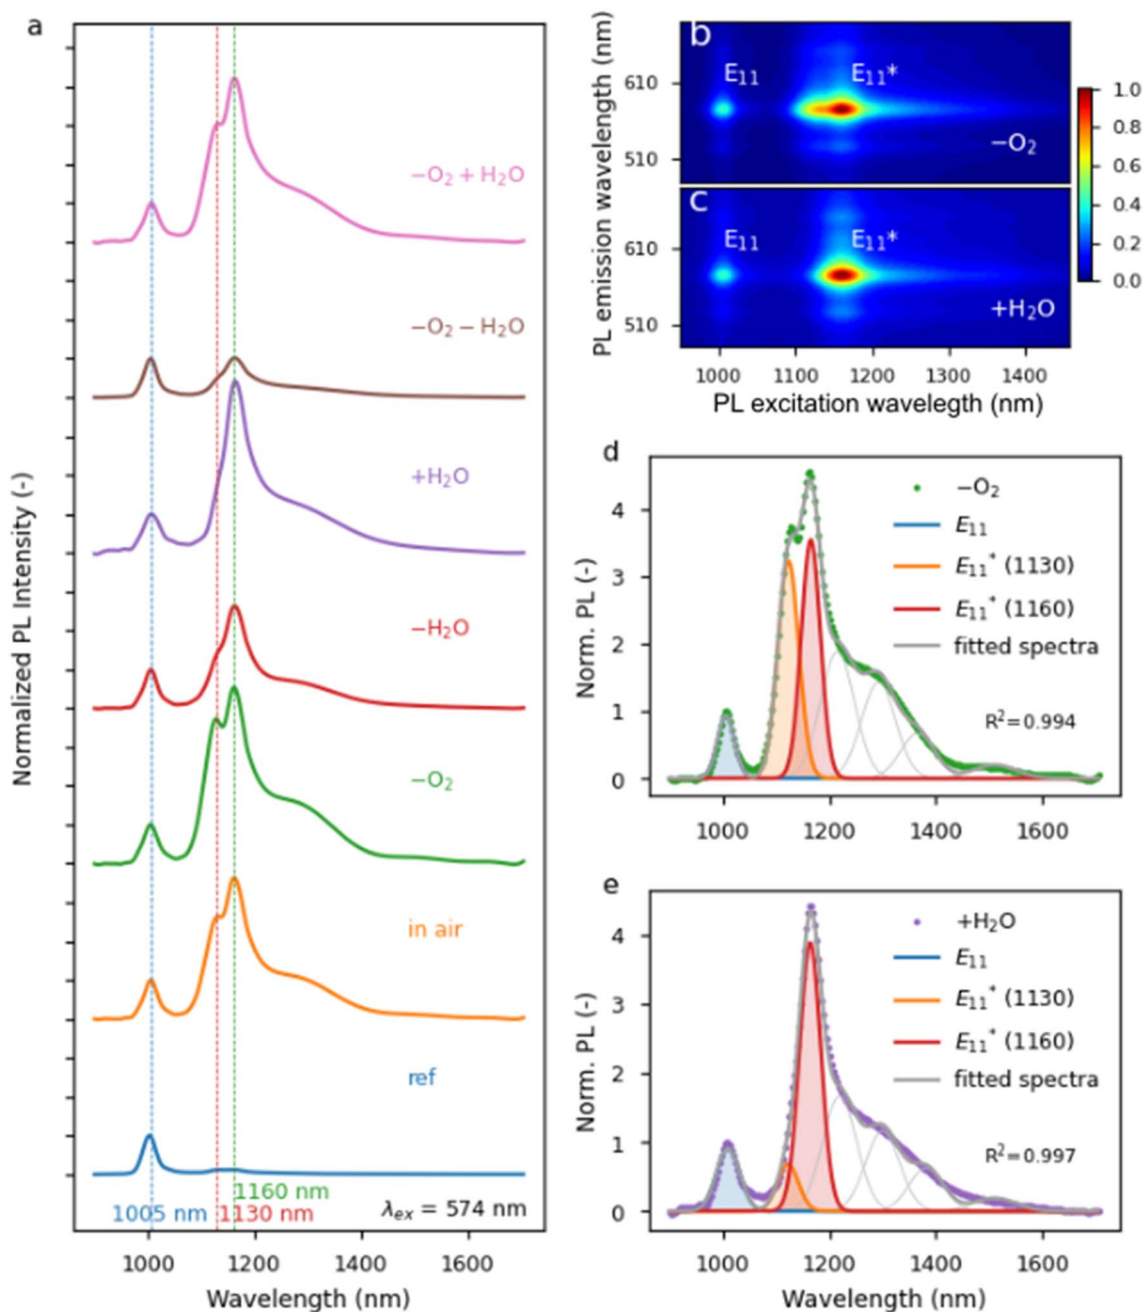 a
Normalized PL Intensity (-)
−O₂ + H₂O
−O₂ − H₂O
+H₂O
−H₂O
−O₂
in air
ref
1160 nm
1005 nm
1130 nm
λₑₓ = 574 nm
1000 1200 1400 1600
Wavelength (nm)
PL emission wavelength (nm)
b
E₁₁ E₁₁*
−O₂
610
510
c
E₁₁ E₁₁*
+H₂O
610
510
1000 1100 1200 1300 1400
PL excitation wavelegth (nm)
1.0
0.8
0.6
0.4
0.2
0.0
d
Norm. PL (-)
4
3
2
1
0
−O₂
E₁₁
E₁₁* (1130)
E₁₁* (1160)
fitted spectra
R²=0.994
1000 1200 1400 1600
e
Norm. PL (-)
4
3
2
1
0
+H₂O
E₁₁
E₁₁* (1130)
E₁₁* (1160)
fitted spectra
R²=0.997
1000 1200 1400 1600
Wavelength (nm)